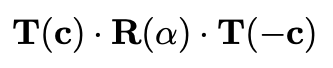 T(c) · R(α) · T(−c)